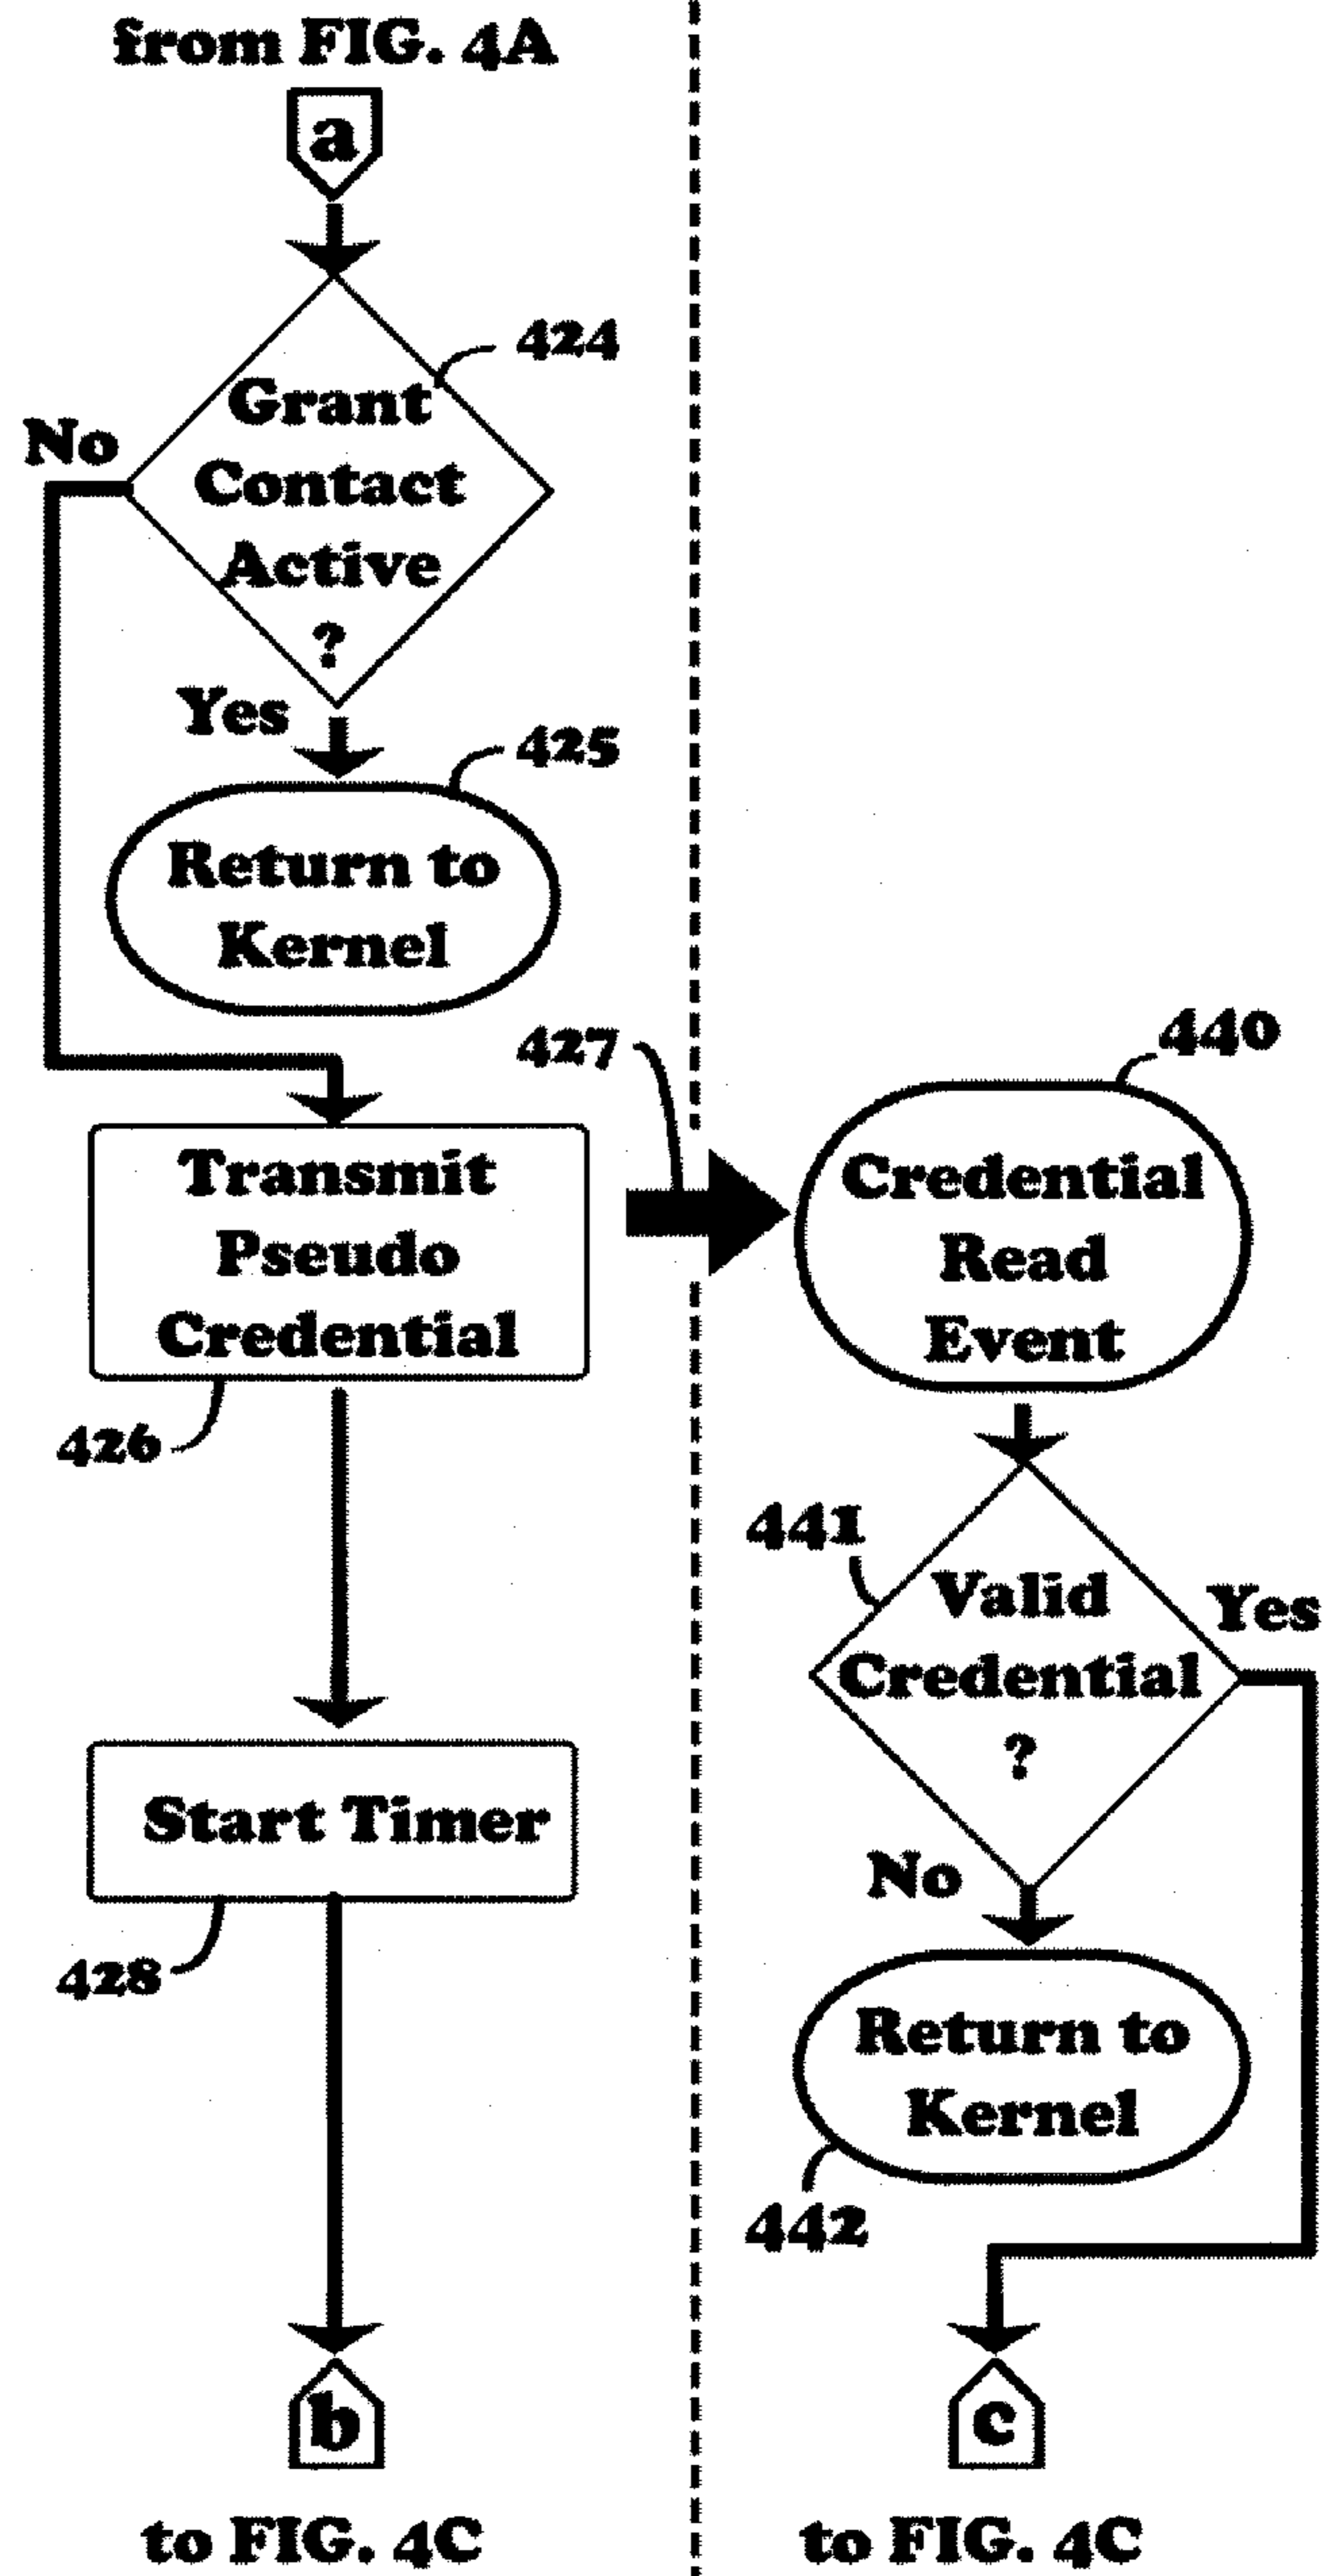 from FIG. 4A
a
424
Grant
Contact
Active
?
No
Yes
425
Return to
Kernel
427
Transmit
Pseudo
Credential
426
Start Timer
428
b
to FIG. 4C
440
Credential
Read
Event
441
Valid
Credential
?
Yes
No
Return to
Kernel
442
c
to FIG. 4C